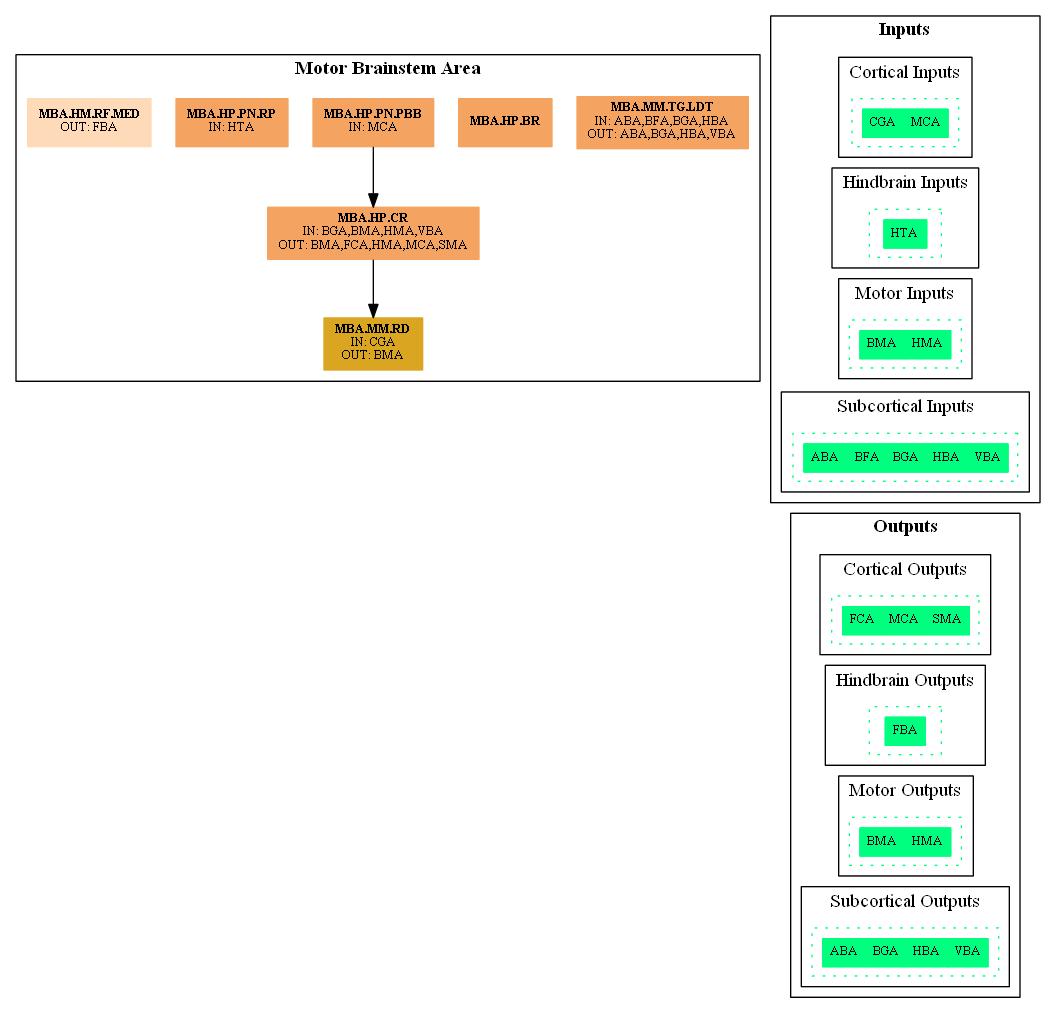 Motor Brainstem Area
MBA.HM.RF.MED
OUT: FBA
MBA.HP.PN.RP
IN: HTA
MBA.HP.PN.PBB
IN: MCA
MBA.HP.BR
MBA.MM.TG.LDT
IN: ABA,BFA,BGA,HBA
OUT: ABA,BGA,HBA,VBA
MBA.HP.CR
IN: BGA,BMA,HMA,VBA
OUT: BMA,FCA,HMA,MCA,SMA
MBA.MM.RD
IN: CGA
OUT: BMA
Inputs
Cortical Inputs
CGA MCA
Hindbrain Inputs
HTA
Motor Inputs
BMA HMA
Subcortical Inputs
ABA BFA BGA HBA VBA
Outputs
Cortical Outputs
FCA MCA SMA
Hindbrain Outputs
FBA
Motor Outputs
BMA HMA
Subcortical Outputs
ABA BGA HBA VBA